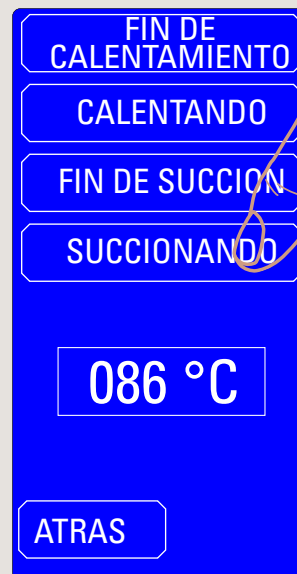 FIN DE
CALENTAMIENTO
CALENTANDO
FIN DE SUCCION
SUCCIONANDO
086 °C
ATRAS